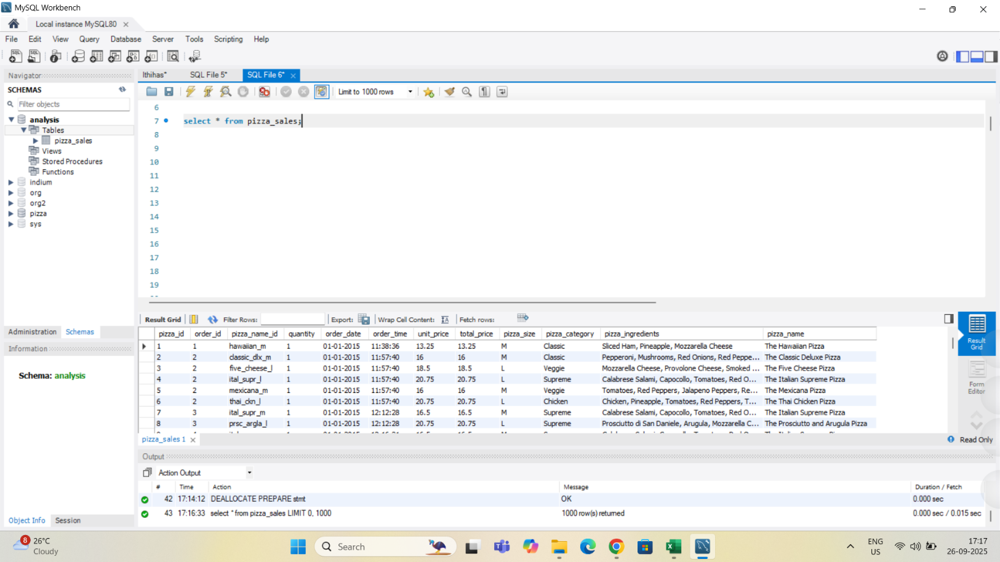 MySQL Workbench
Local instance MySQL80
File Edit View Query Database Server Tools Scripting Help
Navigator
SCHEMAS
Filter objects
analysis
Tables
pizza_sales
Views
Stored Procedures
Functions
indium
org
org2
pizza
sys
Administration Schemas
Information
Schema: analysis
Object Info Session
Ithihas* SQL File 5* SQL File 6*
Limit to 1000 rows
6
7 select * from pizza_sales;
8
9
10
11
12
13
14
15
16
17
18
19
Result Grid Filter Rows: Export: Wrap Cell Content: Fetch rows:
pizza_id order_id pizza_name_id quantity order_date order_time unit_price total_price pizza_size pizza_category pizza_ingredients pizza_name
1 1 hawaiian_m 1 01-01-2015 11:38:36 13.25 13.25 M Classic Sliced Ham, Pineapple, Mozzarella Cheese The Hawaiian Pizza
2 2 classic_dlx_m 1 01-01-2015 11:57:40 16 16 M Classic Pepperoni, Mushrooms, Red Onions, Red Peppe... The Classic Deluxe Pizza
3 2 five_cheese_l 1 01-01-2015 11:57:40 18.5 18.5 L Veggie Mozzarella Cheese, Provolone Cheese, Smoked ... The Five Cheese Pizza
4 2 ital_supr_l 1 01-01-2015 11:57:40 20.75 20.75 L Supreme Calabrese Salami, Capocollo, Tomatoes, Red O... The Italian Supreme Pizza
5 2 mexicana_m 1 01-01-2015 11:57:40 16 16 M Veggie Tomatoes, Red Peppers, Jalapeno Peppers, Re... The Mexicana Pizza
6 2 thai_ckn_l 1 01-01-2015 11:57:40 20.75 20.75 L Chicken Chicken, Pineapple, Tomatoes, Red Peppers, T... The Thai Chicken Pizza
7 3 ital_supr_m 1 01-01-2015 12:12:28 16.5 16.5 M Supreme Calabrese Salami, Capocollo, Tomatoes, Red O... The Italian Supreme Pizza
8 3 prsc_argla_l 1 01-01-2015 12:12:28 20.75 20.75 L Supreme Prosciutto di San Daniele, Arugula, Mozzarella C... The Prosciutto and Arugula Pizza
Result Grid
Form Editor
pizza_sales 1
Read Only
Output
Action Output
# Time Action Message Duration / Fetch
42 17:14:12 DEALLOCATE PREPARE stmt OK 0.000 sec
43 17:16:33 select * from pizza_sales LIMIT 0, 1000 1000 row(s) returned 0.000 sec / 0.015 sec
8 26°C
Cloudy
Search
ENG
US
17:17
26-09-2025